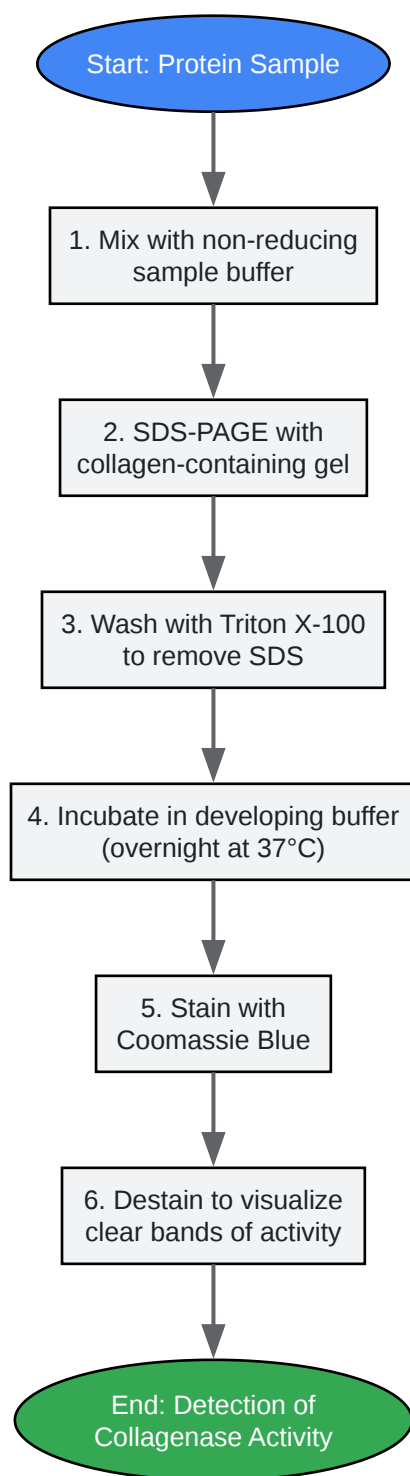 Start: Protein Sample
1. Mix with non-reducing
sample buffer
2. SDS-PAGE with
collagen-containing gel
3. Wash with Triton X-100
to remove SDS
4. Incubate in developing buffer
(overnight at 37°C)
5. Stain with
Coomassie Blue
6. Destain to visualize
clear bands of activity
End: Detection of
Collagenase Activity